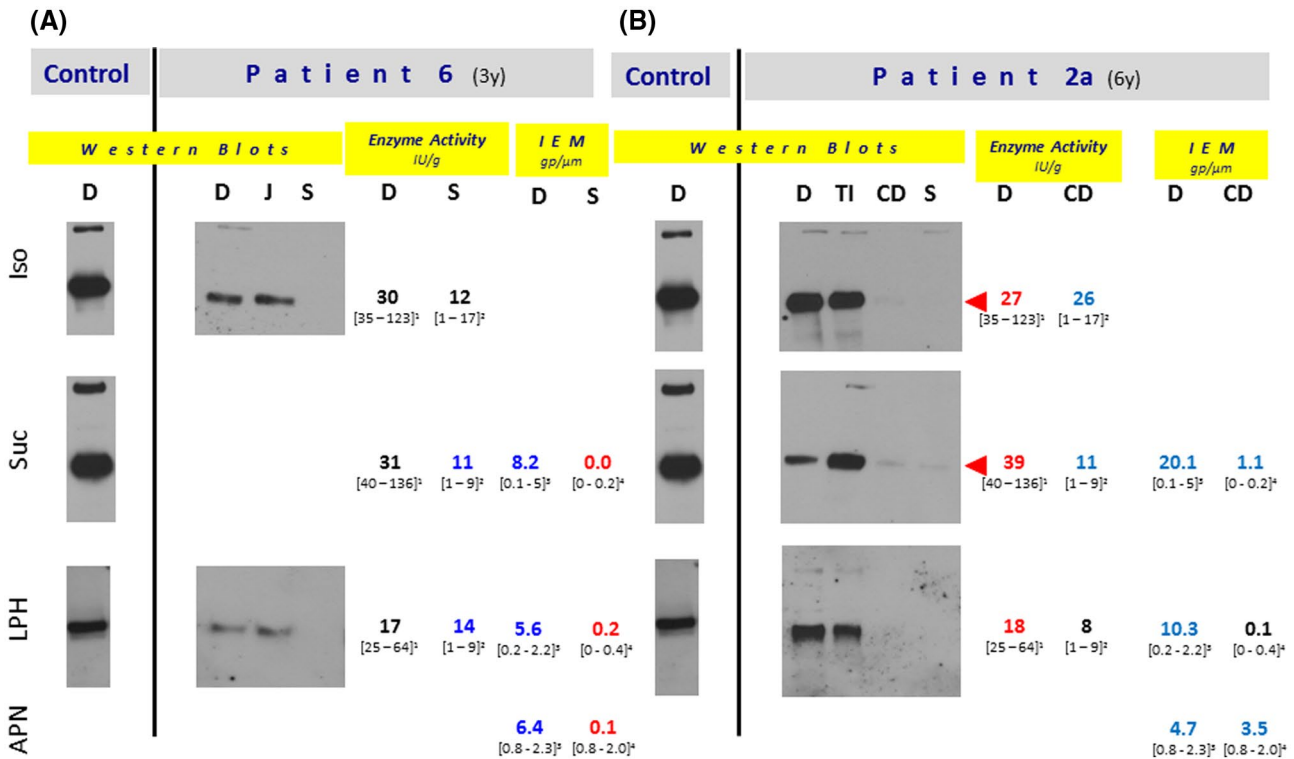 (A) (B)
Control Patient 6 (3y) Control Patient 2a (6y)
Western Blots Enzyme Activity IU/g IEM gp/µm Western Blots Enzyme Activity IU/g IEM gp/µm
D D J S D S D S D D TI CD S D CD D CD
Iso
30 12 27 26
[35–123]¹ [1–17]² [35–123]¹ [1–17]²
Suc
31 11 8.2 0.0 39 11 20.1 1.1
[40–136]¹ [1–9]² [0.1-5]³ [0-0.2]⁴ [40–136]¹ [1–9]² [0.1-5]³ [0-0.2]⁴
LPH
17 14 5.6 0.2 18 8 10.3 0.1
[25–64]¹ [1–9]² [0.2-2.2]³ [0-0.4]⁴ [25–64]¹ [1–9]² [0.2-2.2]³ [0-0.4]⁴
APN
6.4 0.1 4.7 3.5
[0.8-2.3]³ [0.8-2.0]⁴ [0.8-2.3]³ [0.8-2.0]⁴